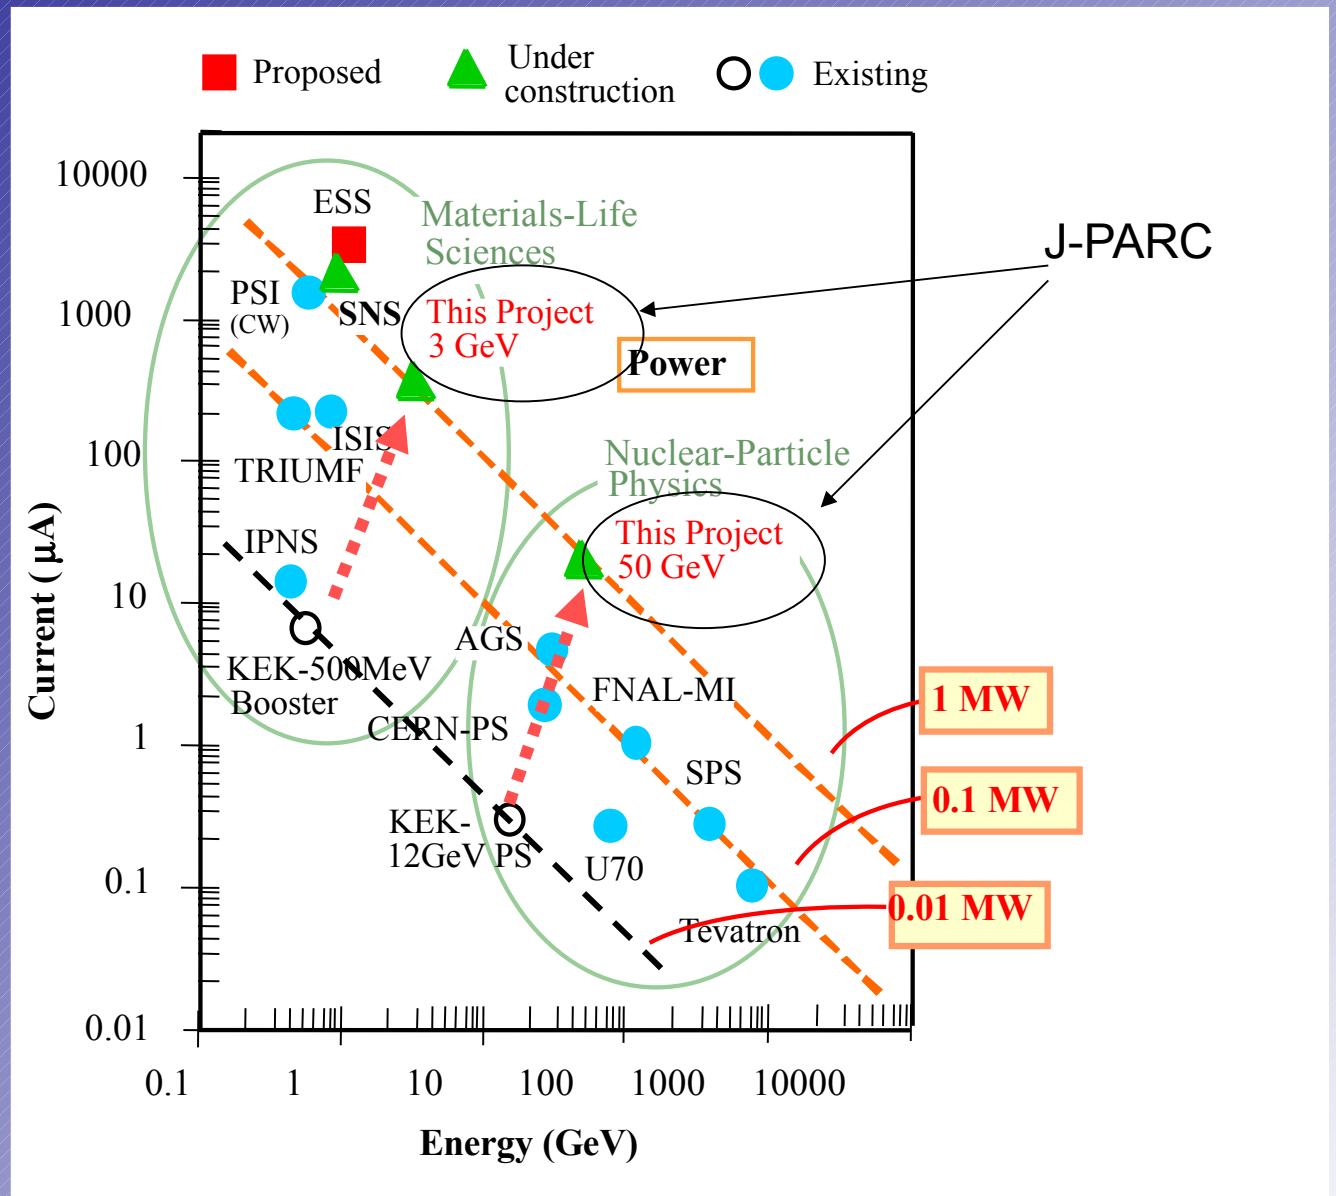 Proposed
Under
construction
Existing
10000
1000
100
10
1
0.1
0.01
Current ( μA)
ESS
Materials-Life
Sciences
J-PARC
PSI
(CW)
SNS
This Project
3 GeV
Power
ISIS
TRIUMF
Nuclear-Particle
Physics
This Project
50 GeV
IPNS
AGS
KEK-500MeV
Booster
FNAL-MI
1 MW
CERN-PS
SPS
0.1 MW
KEK-
12GeV PS
U70
0.01 MW
Tevatron
0.1 1 10 100 1000 10000
Energy (GeV)